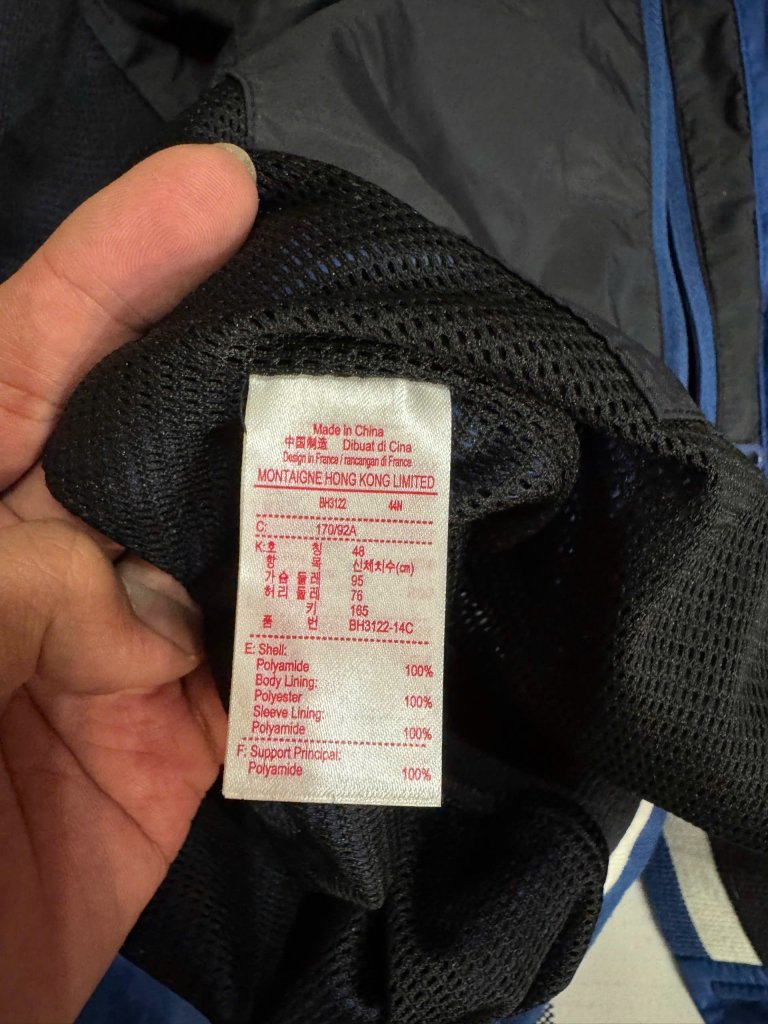 Made in China
中国制造 Dibuat di Cina
Design in France / rancangan di France
MONTAIGNE HONG KONG LIMITED
BH3122 44N
C: 170/92A
K: 호 칭 48
항 목 신체치수(cm)
가슴 둘레 95
허리 둘레 76
키 165
품 번 BH3122-14C
E: Shell:
Polyamide 100%
Body Lining:
Polyester 100%
Sleeve Lining:
Polyamide 100%
F: Support Principal:
Polyamide 100%